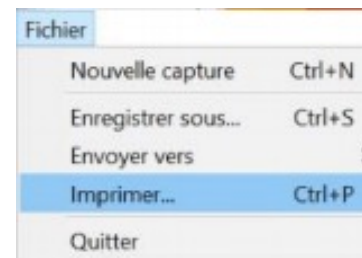 Fichier
Nouvelle capture Ctrl+N
Enregistrer sous... Ctrl+S
Envoyer vers
Imprimer... Ctrl+P
Quitter